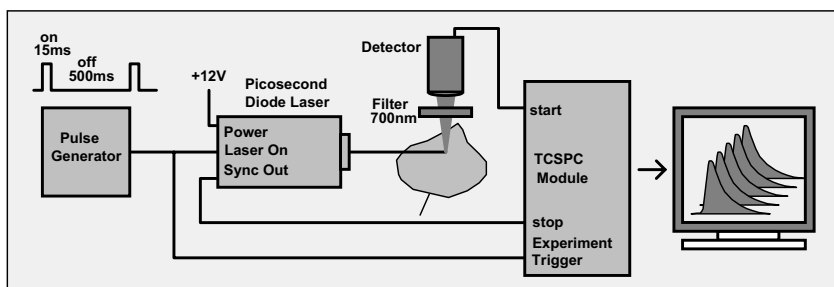 on
15ms
off
500ms
Pulse
Generator
+12V
Picosecond
Diode Laser
Power
Laser On
Sync Out
Detector
Filter
700nm
start
TCSPC
Module
stop
Experiment
Trigger